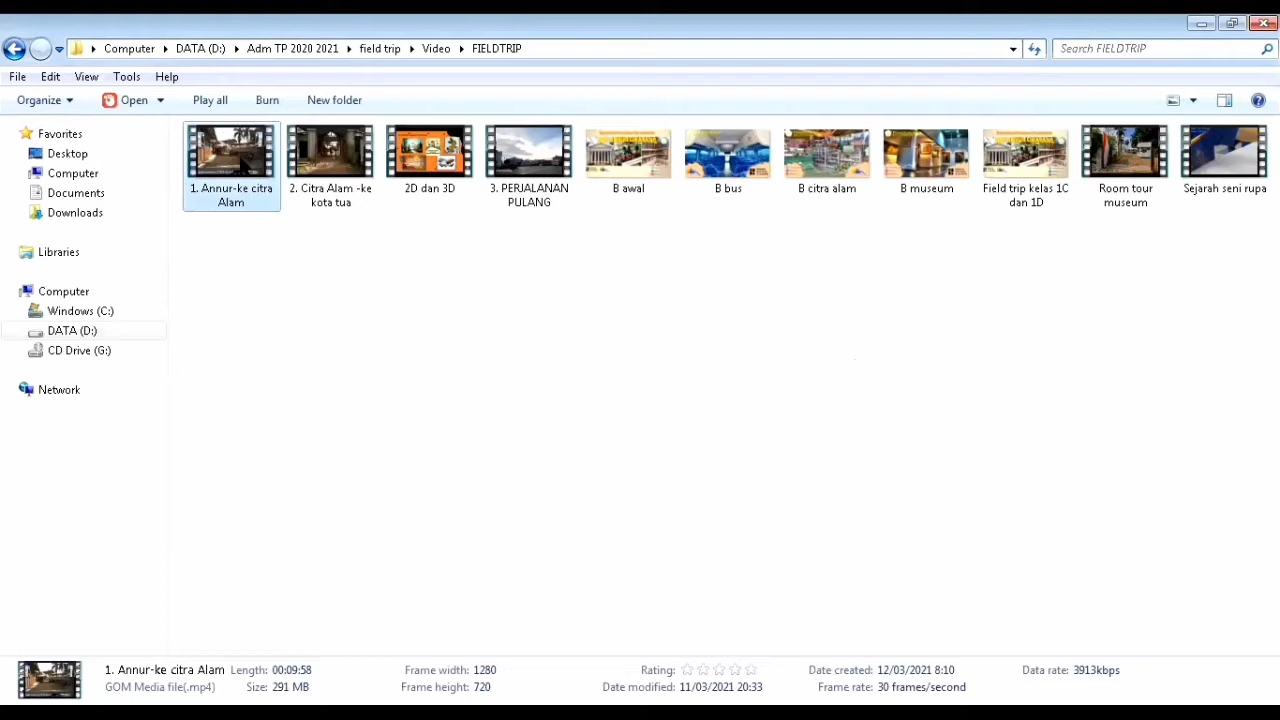 Computer DATA (D:) Adm TP 2020 2021 field trip Video FIELDTRIP Search FIELDTRIP
File Edit View Tools Help
Organize Open Play all Burn New folder
Favorites
Desktop
Computer
Documents
Downloads
Libraries
Computer
Windows (C:)
DATA (D:)
CD Drive (G:)
Network
1. Annur-ke citra
Alam
2. Citra Alam -ke
kota tua
2D dan 3D
3. PERJALANAN
PULANG
B awal
B bus
B citra alam
B museum
Field trip kelas 1C
dan 1D
Room tour
museum
Sejarah seni rupa
1. Annur-ke citra Alam Length: 00:09:58 Frame width: 1280 Rating: Date created: 12/03/2021 8:10 Data rate: 3913kbps
GOM Media file(.mp4) Size: 291 MB Frame height: 720 Date modified: 11/03/2021 20:33 Frame rate: 30 frames/second